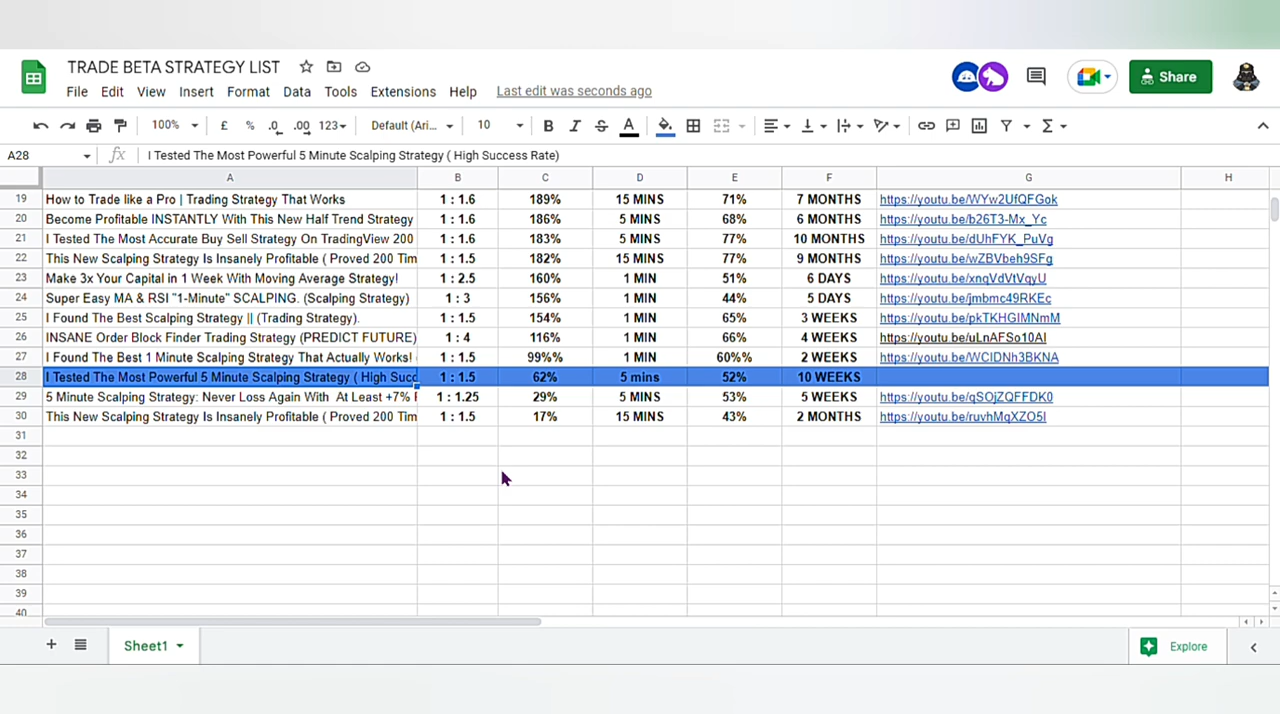 TRADE BETA STRATEGY LIST
File Edit View Insert Format Data Tools Extensions Help Last edit was seconds ago
Share
100% £ % .0 .00 123 Default (Ari... 10 B I S A
A28 fx I Tested The Most Powerful 5 Minute Scalping Strategy ( High Success Rate)
A B C D E F G H
19 How to Trade like a Pro | Trading Strategy That Works 1 : 1.6 189% 15 MINS 71% 7 MONTHS https://youtu.be/WYw2UfQFGok
20 Become Profitable INSTANTLY With This New Half Trend Strategy 1 : 1.6 186% 5 MINS 68% 6 MONTHS https://youtu.be/b26T3-Mx_Yc
21 I Tested The Most Accurate Buy Sell Strategy On TradingView 200 1 : 1.6 183% 5 MINS 77% 10 MONTHS https://youtu.be/dUhFYK_PuVg
22 This New Scalping Strategy Is Insanely Profitable ( Proved 200 Tim 1 : 1.5 182% 15 MINS 77% 9 MONTHS https://youtu.be/wZBVbeh9SFg
23 Make 3x Your Capital in 1 Week With Moving Average Strategy! 1 : 2.5 160% 1 MIN 51% 6 DAYS https://youtu.be/xnqVdVtVqyU
24 Super Easy MA & RSI "1-Minute" SCALPING. (Scalping Strategy) 1 : 3 156% 1 MIN 44% 5 DAYS https://youtu.be/jmbmc49RKEc
25 I Found The Best Scalping Strategy || (Trading Strategy). 1 : 1.5 154% 1 MIN 65% 3 WEEKS https://youtu.be/pkTKHGIMNmM
26 INSANE Order Block Finder Trading Strategy (PREDICT FUTURE) 1 : 4 116% 1 MIN 66% 4 WEEKS https://youtu.be/uLnAFSo10AI
27 I Found The Best 1 Minute Scalping Strategy That Actually Works! 1 : 1.5 99%% 1 MIN 60%% 2 WEEKS https://youtu.be/WCIDNh3BKNA
28 I Tested The Most Powerful 5 Minute Scalping Strategy ( High Succ 1 : 1.5 62% 5 mins 52% 10 WEEKS
29 5 Minute Scalping Strategy: Never Loss Again With At Least +7% 1 : 1.25 29% 5 MINS 53% 5 WEEKS https://youtu.be/qSOjZQFFDK0
30 This New Scalping Strategy Is Insanely Profitable ( Proved 200 Tim 1 : 1.5 17% 15 MINS 43% 2 MONTHS https://youtu.be/ruvhMqXZO5I
31
32
33
34
35
36
37
38
39
40
Sheet1
Explore